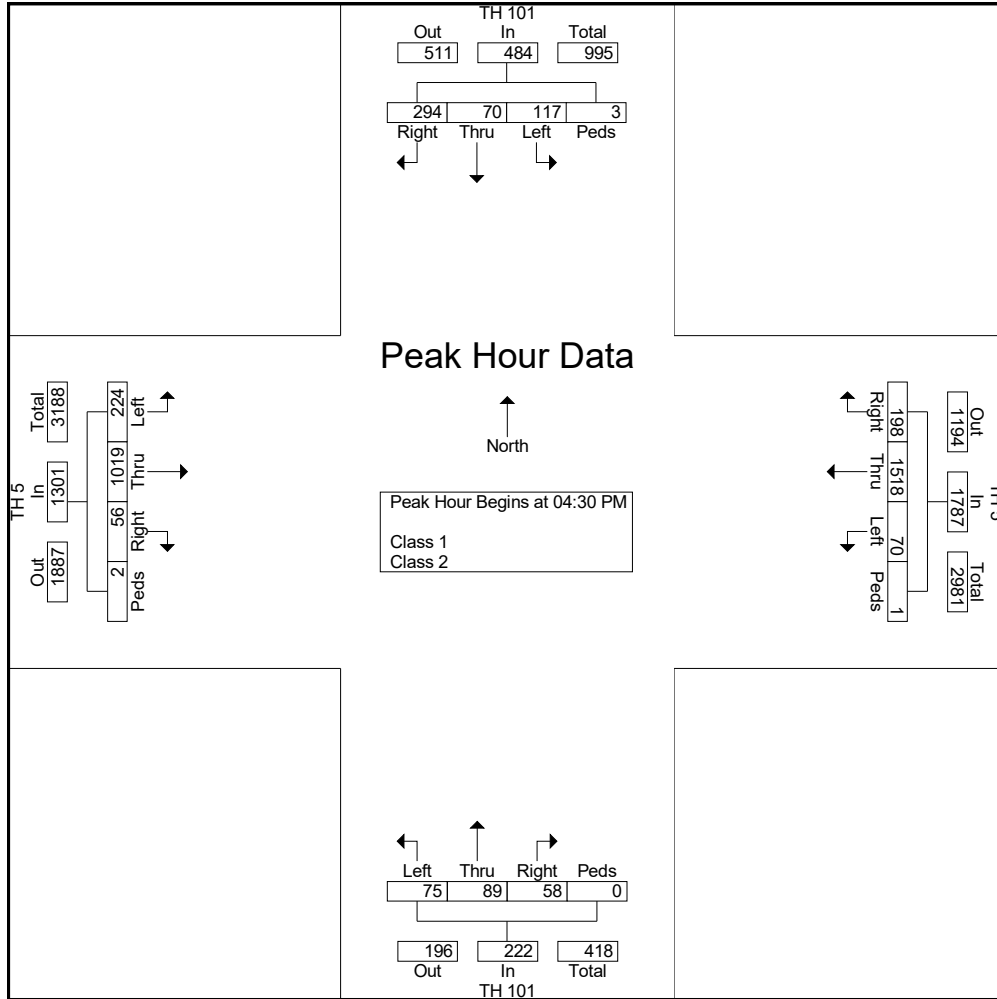 TH 101
Out In Total
511 484 995
294 70 117 3
Right Thru Left Peds
Peak Hour Data
North
Peak Hour Begins at 04:30 PM
Class 1
Class 2
TH 5
Out In Total
1887 1301 3188
224 1019 56 2
Left Thru Right Peds
Out In Total
1194 1787 2981
198 1518 70 1
Right Thru Left Peds
Left Thru Right Peds
75 89 58 0
196 222 418
Out In Total
TH 101